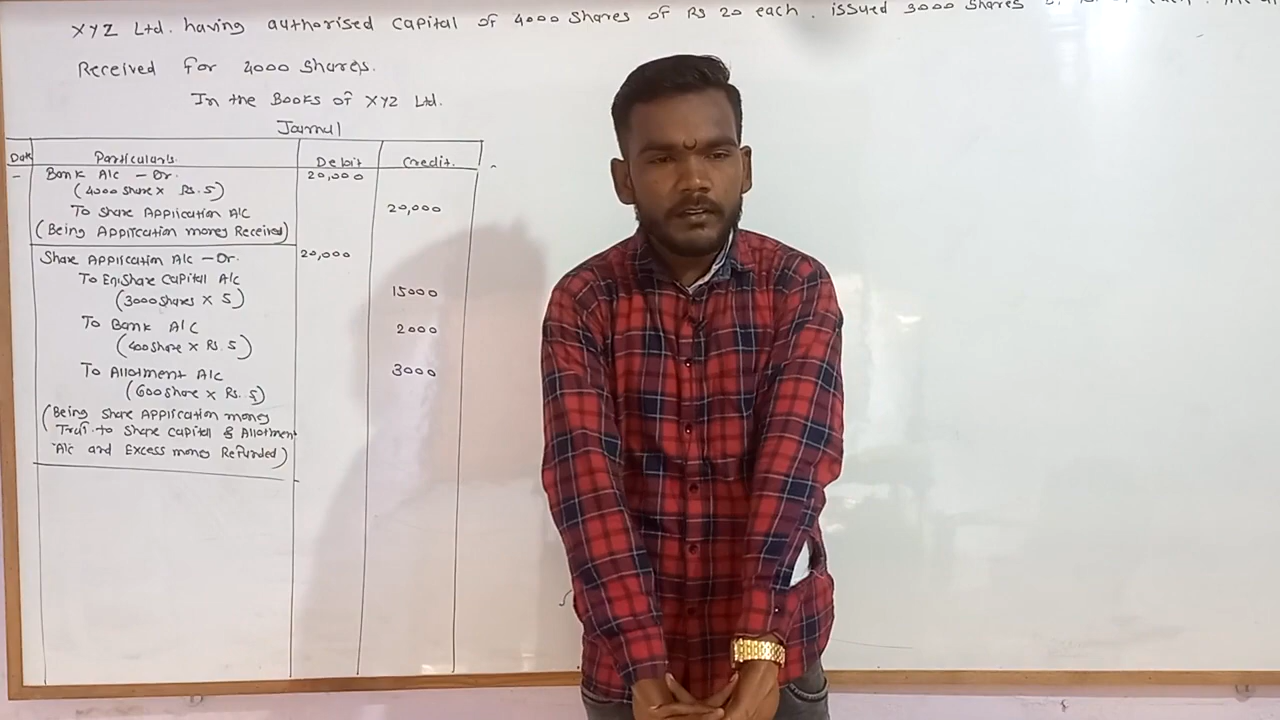 XYZ Ltd. having authorised capital of 4000 Shares of Rs 20 each. issued 3000 Shares
Received for 4000 Shares.
In the Books of XYZ Ltd.
Journal
Date Particulars Debit Credit.
Bank A/C - Dr. 20,000
(4000 Share x Rs. 5)
To Share Application A/C 20,000
(Being Application money Received)
Share Application A/C - Dr. 20,000
To Eq. Share Capital A/C
(3000 Shares x 5) 15000
To Bank A/C 2000
(400 Share x Rs. 5)
To Allotment A/C 3000
(600 Share x Rs. 5)
(Being Share Application money
Traf. to Share Capital & Allotment
A/C and Excess money Refunded)